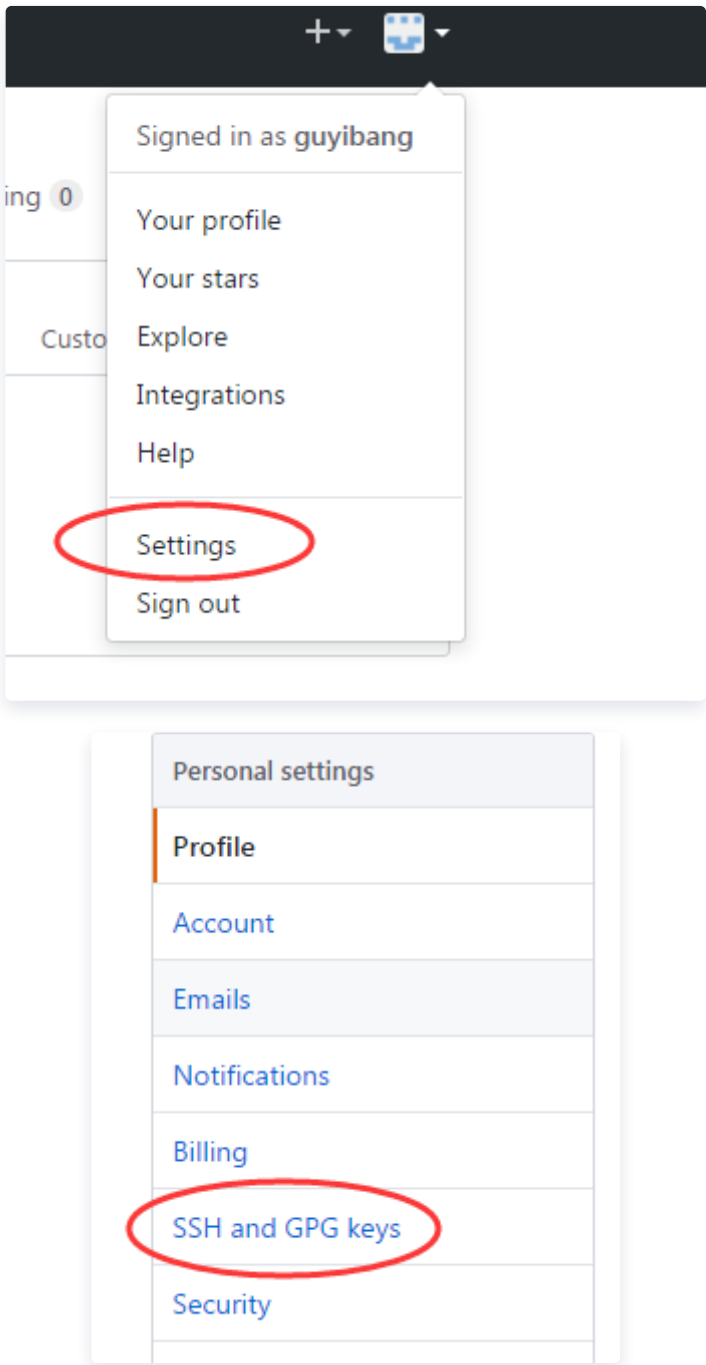 Signed in as guyibang
ing 0
Your profile
Your stars
Custo
Explore
Integrations
Help
Settings
Sign out
Personal settings
Profile
Account
Emails
Notifications
Billing
SSH and GPG keys
Security